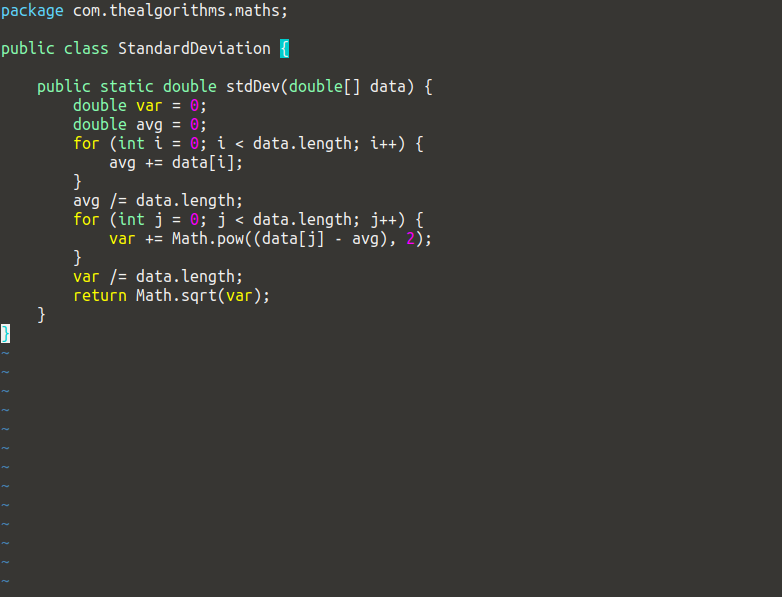 package com.thealgorithms.maths;

public class StandardDeviation {

    public static double stdDev(double[] data) {
        double var = 0;
        double avg = 0;
        for (int i = 0; i < data.length; i++) {
            avg += data[i];
        }
        avg /= data.length;
        for (int j = 0; j < data.length; j++) {
            var += Math.pow((data[j] - avg), 2);
        }
        var /= data.length;
        return Math.sqrt(var);
    }
}
~
~
~
~
~
~
~
~
~
~
~
~
~